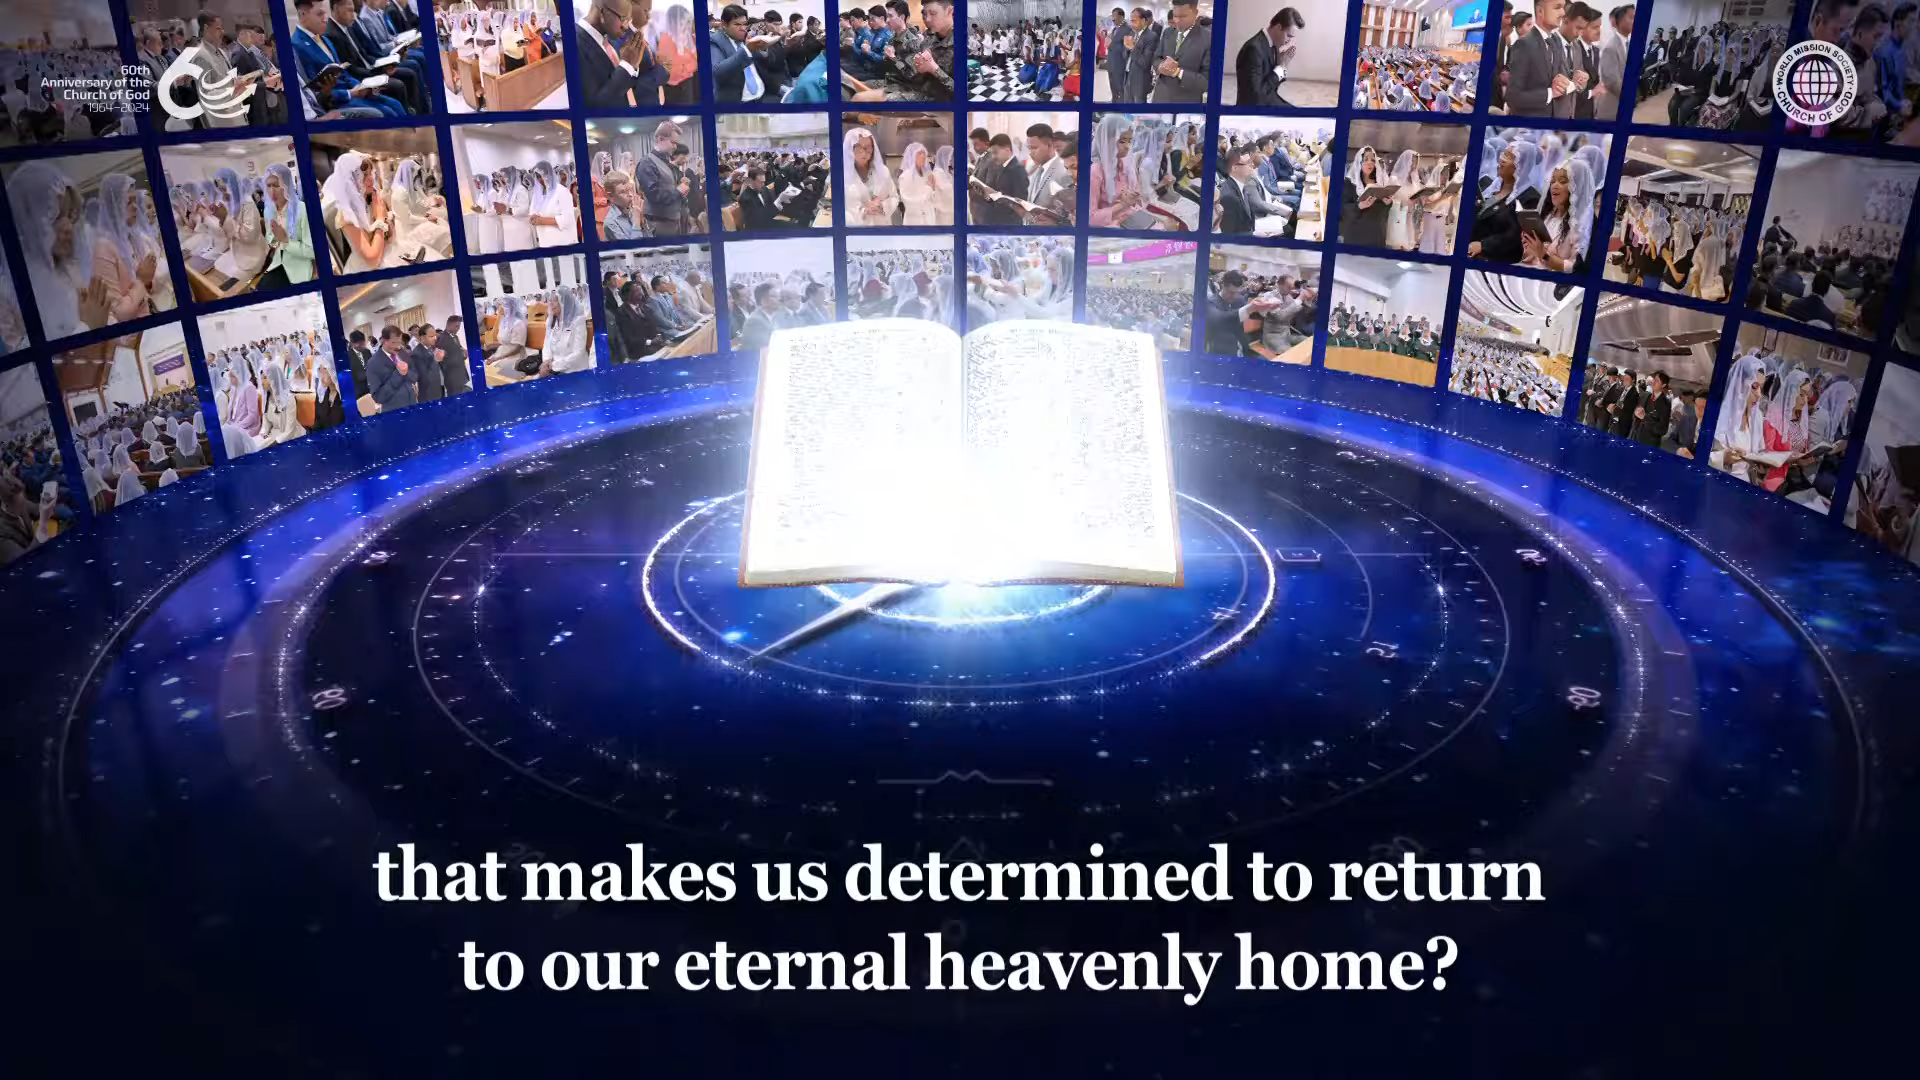 60th
Anniversary of the
Church of God
1964–2024
60
WORLD MISSION SOCIETY
CHURCH OF GOD
that makes us determined to return
to our eternal heavenly home?